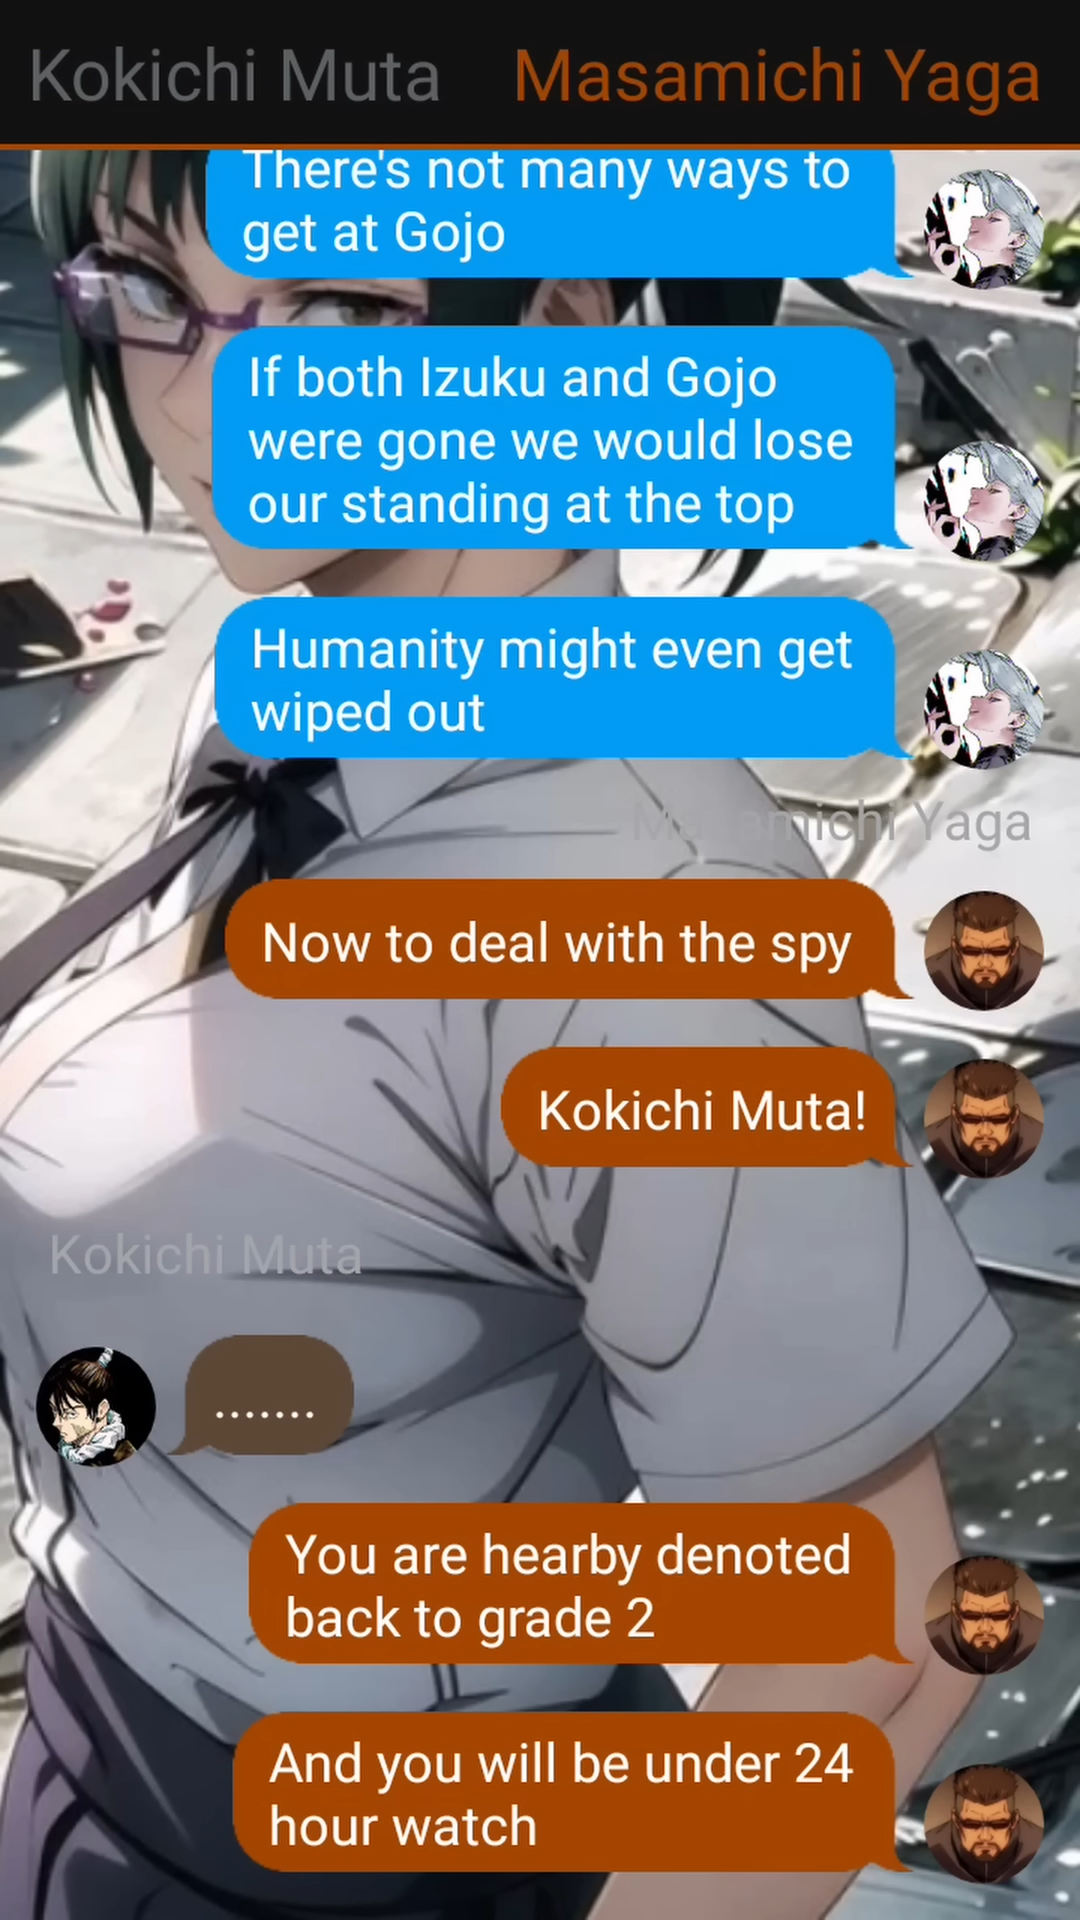 Kokichi Muta Masamichi Yaga
There's not many ways to
get at Gojo
If both Izuku and Gojo
were gone we would lose
our standing at the top
Humanity might even get
wiped out
Masamichi Yaga
Now to deal with the spy
Kokichi Muta!
Kokichi Muta
.......
You are hearby denoted
back to grade 2
And you will be under 24
hour watch